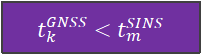 $t_k^{GNSS} < t_m^{SINS}$